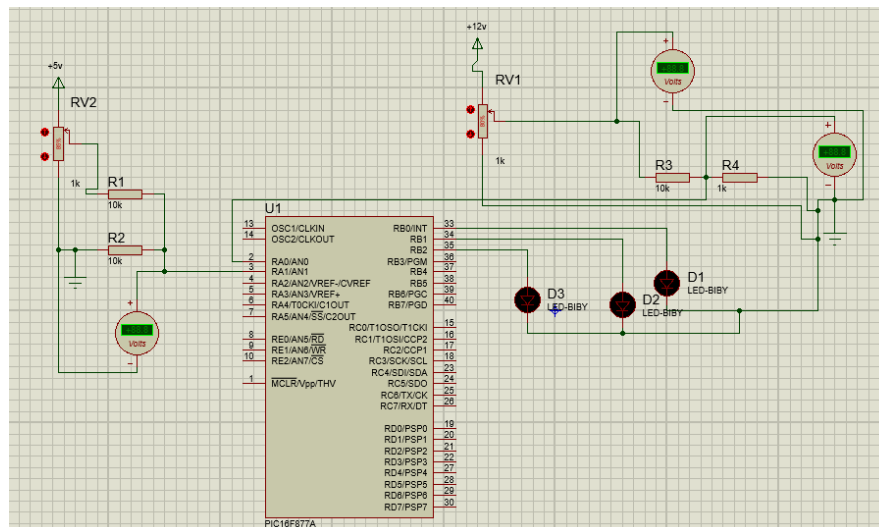 +12v
+5v
RV1
RV2
Volts
R3
R4
10k
1k
Volts
1k
R1
10k
1k
U1
R2
10k
13 OSC1/CLKIN RB0/INT 33
14 OSC2/CLKOUT RB1 34
RB2 35
2 RA0/AN0 RB3/PGM 36
3 RA1/AN1 RB4 37
4 RA2/AN2/VREF-/CVREF RB5 38
5 RA3/AN3/VREF+ RB6/PGC 39
6 RA4/T0CKI/C1OUT RB7/PGD 40
7 RA5/AN4/SS/C2OUT
RC0/T1OSO/T1CKI 15
8 RE0/AN5/RD RC1/T1OSI/CCP2 16
9 RE1/AN6/WR RC2/CCP1 17
10 RE2/AN7/CS RC3/SCK/SCL 18
RC4/SDI/SDA 23
1 MCLR/Vpp/THV RC5/SDO 24
RC6/TX/CK 25
RC7/RX/DT 26
RD0/PSP0 19
RD1/PSP1 20
RD2/PSP2 21
RD3/PSP3 22
RD4/PSP4 27
RD5/PSP5 28
RD6/PSP6 29
RD7/PSP7 30
PIC16F877A
D1
LED-BIBY
D2
LED-BIBY
D3
LED-BIBY
Volts